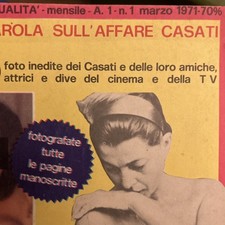 UALITA' - mensile - A. 1 - n. 1 marzo 1971 - 70%
AROLA SULL'AFFARE CASATI
foto inedite dei Casati e delle loro amiche,
attrici e dive del cinema e della TV
fotografate
tutte
le pagine
manoscritte